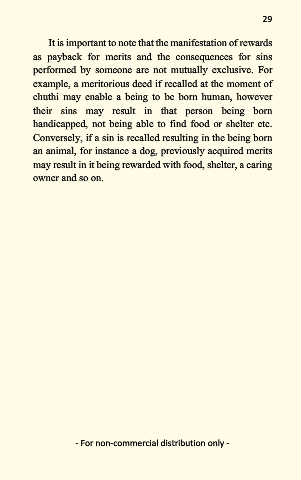 29
It is important to note that the manifestation of rewards
as payback for merits and the consequences for sins
performed by someone are not mutually exclusive. For
example, a meritorious deed if recalled at the moment of
chuthi may enable a being to be born human, however
their sins may result in that person being born
handicapped, not being able to find food or shelter etc.
Conversely, if a sin is recalled resulting in the being born
an animal, for instance a dog, previously acquired merits
may result in it being rewarded with food, shelter, a caring
owner and so on.
- For non-commercial distribution only -